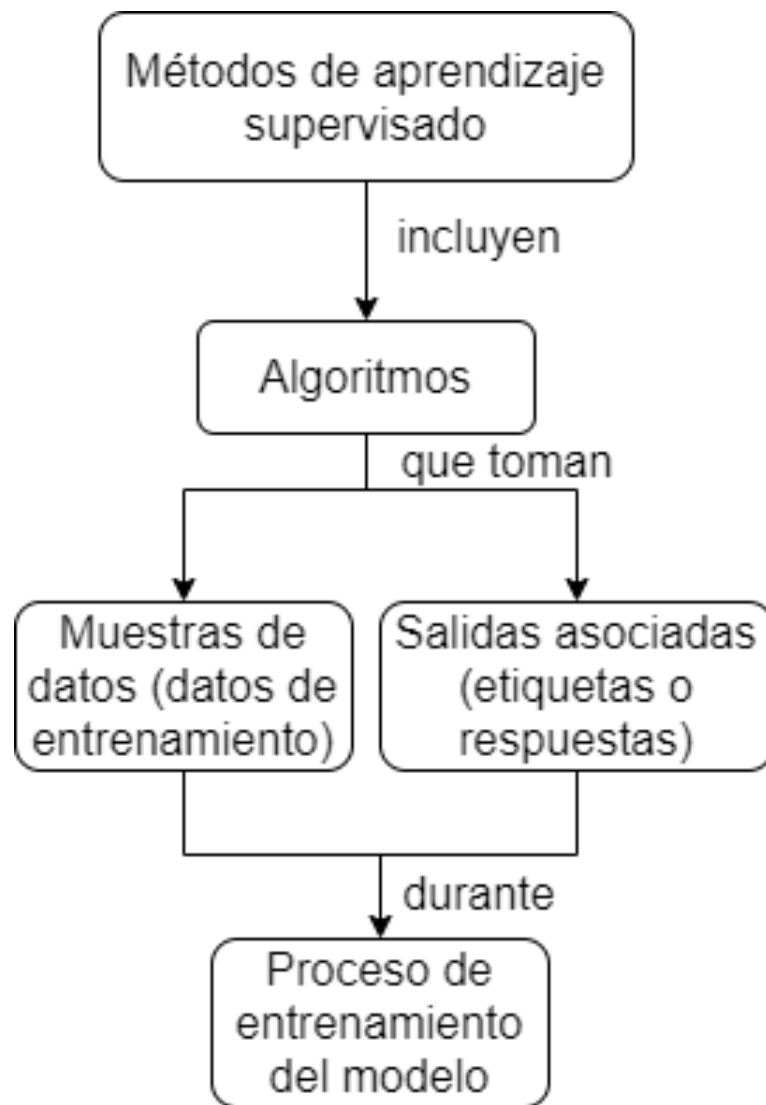 Métodos de aprendizaje
supervisado
incluyen
Algoritmos
que toman
Muestras de
datos (datos de
entrenamiento)
Salidas asociadas
(etiquetas o
respuestas)
durante
Proceso de
entrenamiento
del modelo